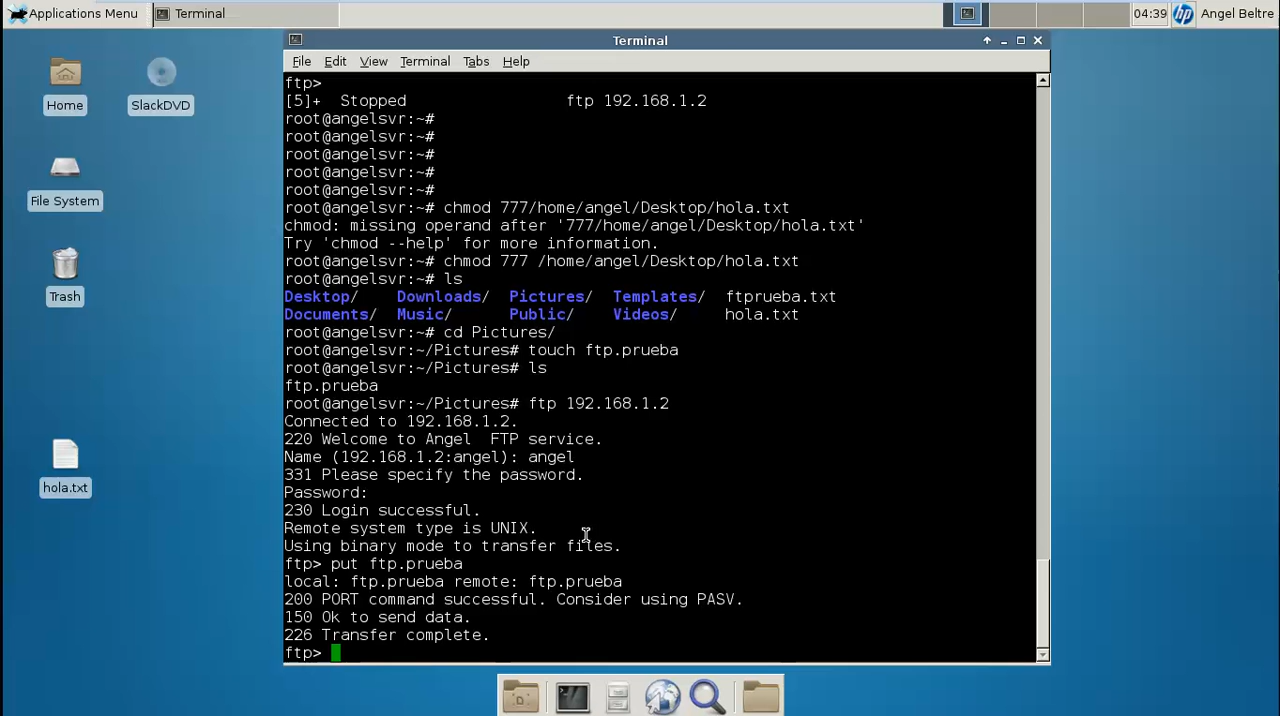 Applications Menu
Terminal
04:39
hp
Angel Beltre
Home
SlackDVD
File System
Trash
hola.txt
Terminal
File Edit View Terminal Tabs Help
ftp>
[5]+  Stopped                 ftp 192.168.1.2
root@angelsvr:~#
root@angelsvr:~#
root@angelsvr:~#
root@angelsvr:~#
root@angelsvr:~#
root@angelsvr:~# chmod 777/home/angel/Desktop/hola.txt
chmod: missing operand after '777/home/angel/Desktop/hola.txt'
Try 'chmod --help' for more information.
root@angelsvr:~# chmod 777 /home/angel/Desktop/hola.txt
root@angelsvr:~# ls
Desktop/    Downloads/  Pictures/  Templates/  ftprueba.txt
Documents/  Music/      Public/    Videos/     hola.txt
root@angelsvr:~# cd Pictures/
root@angelsvr:~/Pictures# touch ftp.prueba
root@angelsvr:~/Pictures# ls
ftp.prueba
root@angelsvr:~/Pictures# ftp 192.168.1.2
Connected to 192.168.1.2.
220 Welcome to Angel  FTP service.
Name (192.168.1.2:angel): angel
331 Please specify the password.
Password:
230 Login successful.
Remote system type is UNIX.
Using binary mode to transfer files.
ftp> put ftp.prueba
local: ftp.prueba remote: ftp.prueba
200 PORT command successful. Consider using PASV.
150 Ok to send data.
226 Transfer complete.
ftp>